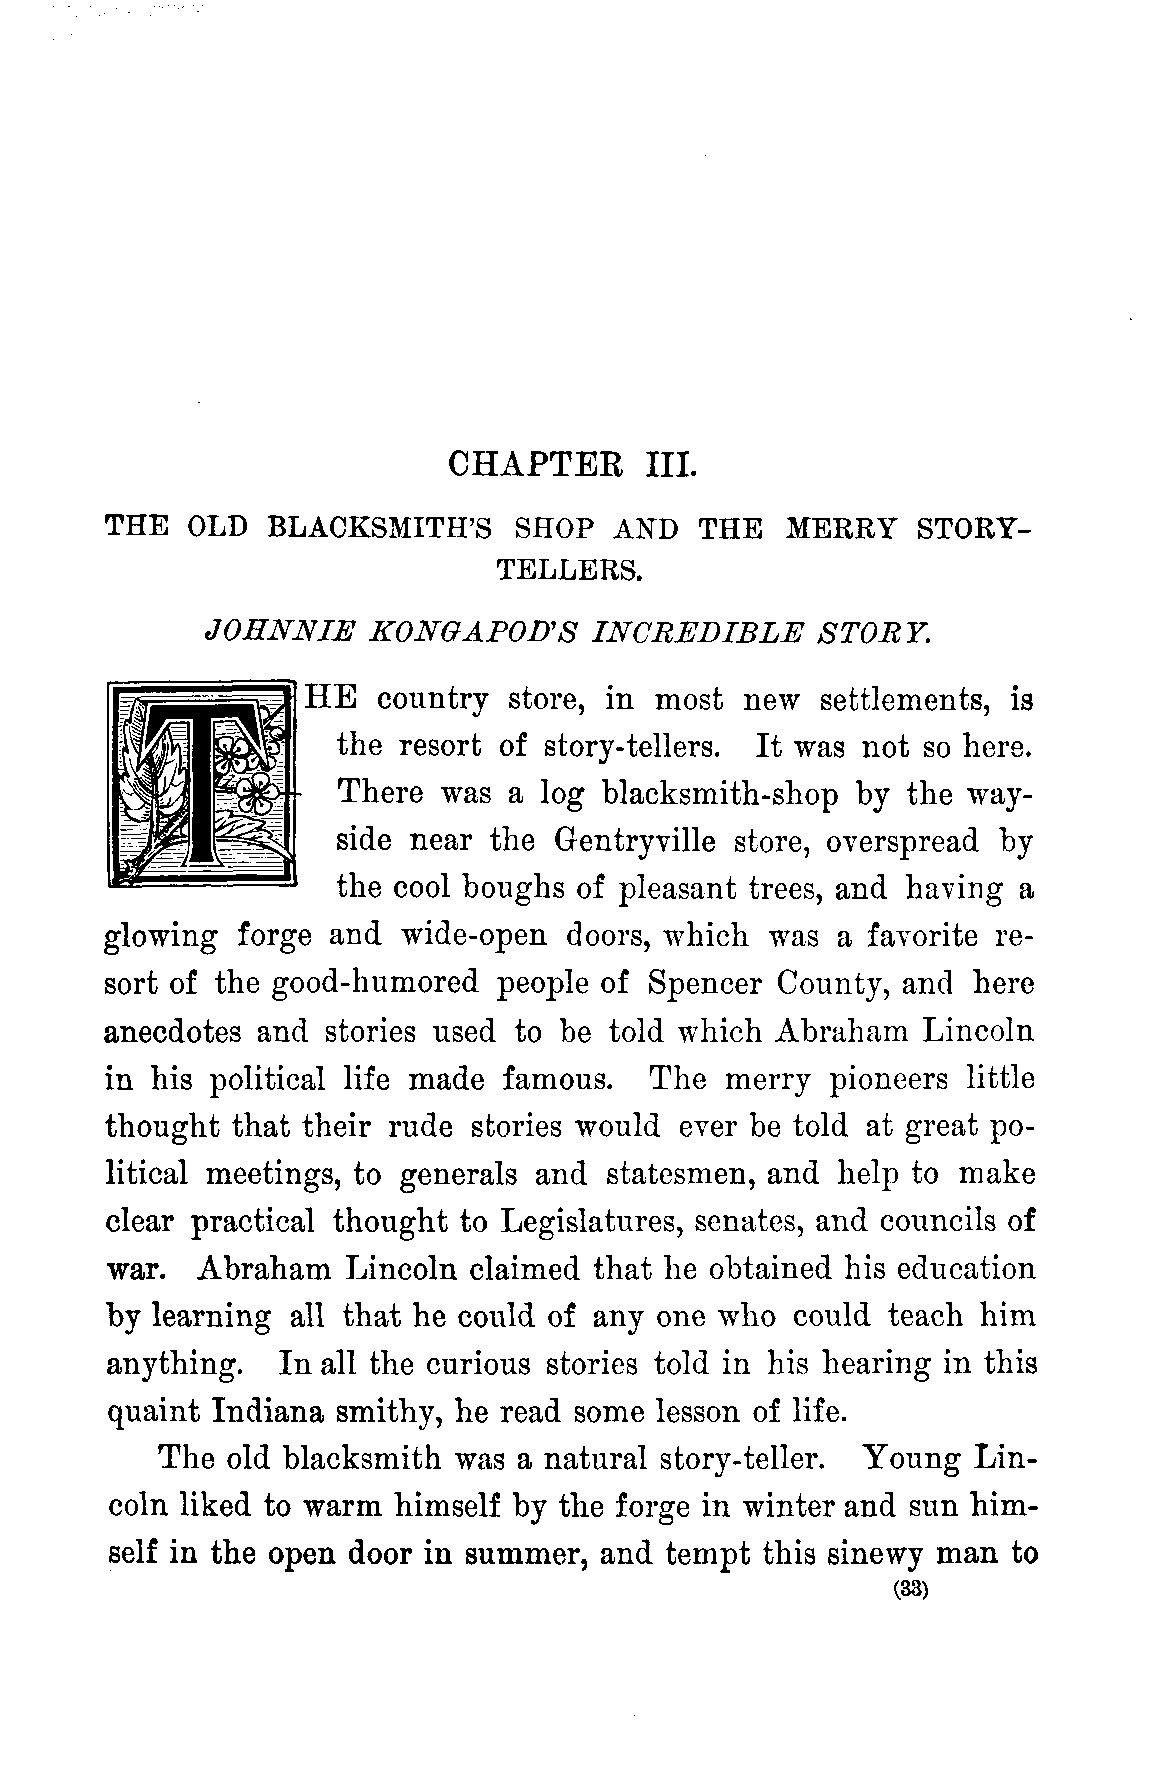 CHAPTER III.
THE OLD BLACKSMITH'S SHOP AND THE MERRY STORY-
TELLERS.
JOHNNIE KONGAPOD'S INCREDIBLE STORY.
THE country store, in most new settlements, is
the resort of story-tellers. It was not so here.
There was a log blacksmith-shop by the way-
side near the Gentryville store, overspread by
the cool boughs of pleasant trees, and having a
glowing forge and wide-open doors, which was a favorite re-
sort of the good-humored people of Spencer County, and here
anecdotes and stories used to be told which Abraham Lincoln
in his political life made famous. The merry pioneers little
thought that their rude stories would ever be told at great po-
litical meetings, to generals and statesmen, and help to make
clear practical thought to Legislatures, senates, and councils of
war. Abraham Lincoln claimed that he obtained his education
by learning all that he could of any one who could teach him
anything. In all the curious stories told in his hearing in this
quaint Indiana smithy, he read some lesson of life.
The old blacksmith was a natural story-teller. Young Lin-
coln liked to warm himself by the forge in winter and sun him-
self in the open door in summer, and tempt this sinewy man to
(33)